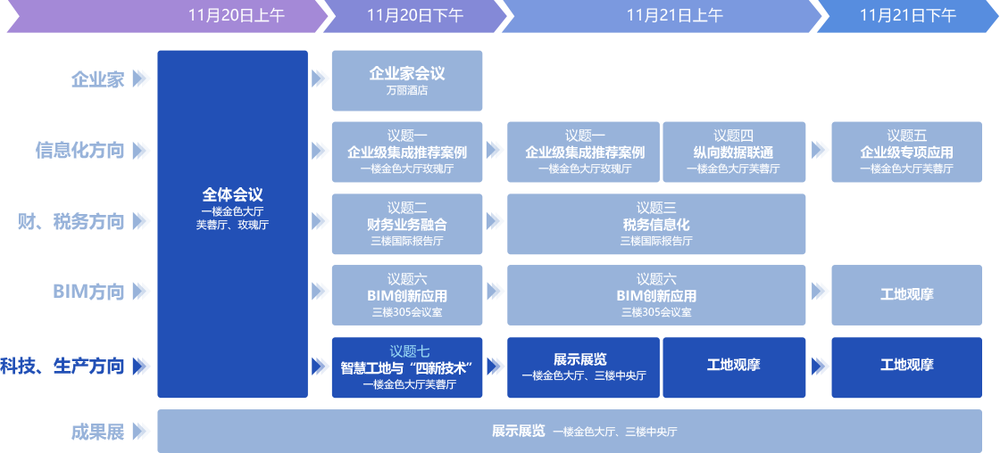 11月20日上午
11月20日下午
11月21日上午
11月21日下午
企业家
企业家会议
万丽酒店
信息化方向
议题一
企业级集成推荐案例
一楼金色大厅玫瑰厅
议题一
企业级集成推荐案例
一楼金色大厅玫瑰厅
议题四
纵向数据联通
一楼金色大厅芙蓉厅
议题五
企业级专项应用
一楼金色大厅芙蓉厅
全体会议
一楼金色大厅
芙蓉厅、玫瑰厅
财、税务方向
议题二
财务业务融合
三楼国际报告厅
议题三
税务信息化
三楼国际报告厅
BIM方向
议题六
BIM创新应用
三楼305会议室
议题六
BIM创新应用
三楼305会议室
工地观摩
科技、生产方向
议题七
智慧工地与“四新技术”
一楼金色大厅芙蓉厅
展示展览
一楼金色大厅、三楼中央厅
工地观摩
工地观摩
成果展
展示展览 一楼金色大厅、三楼中央厅